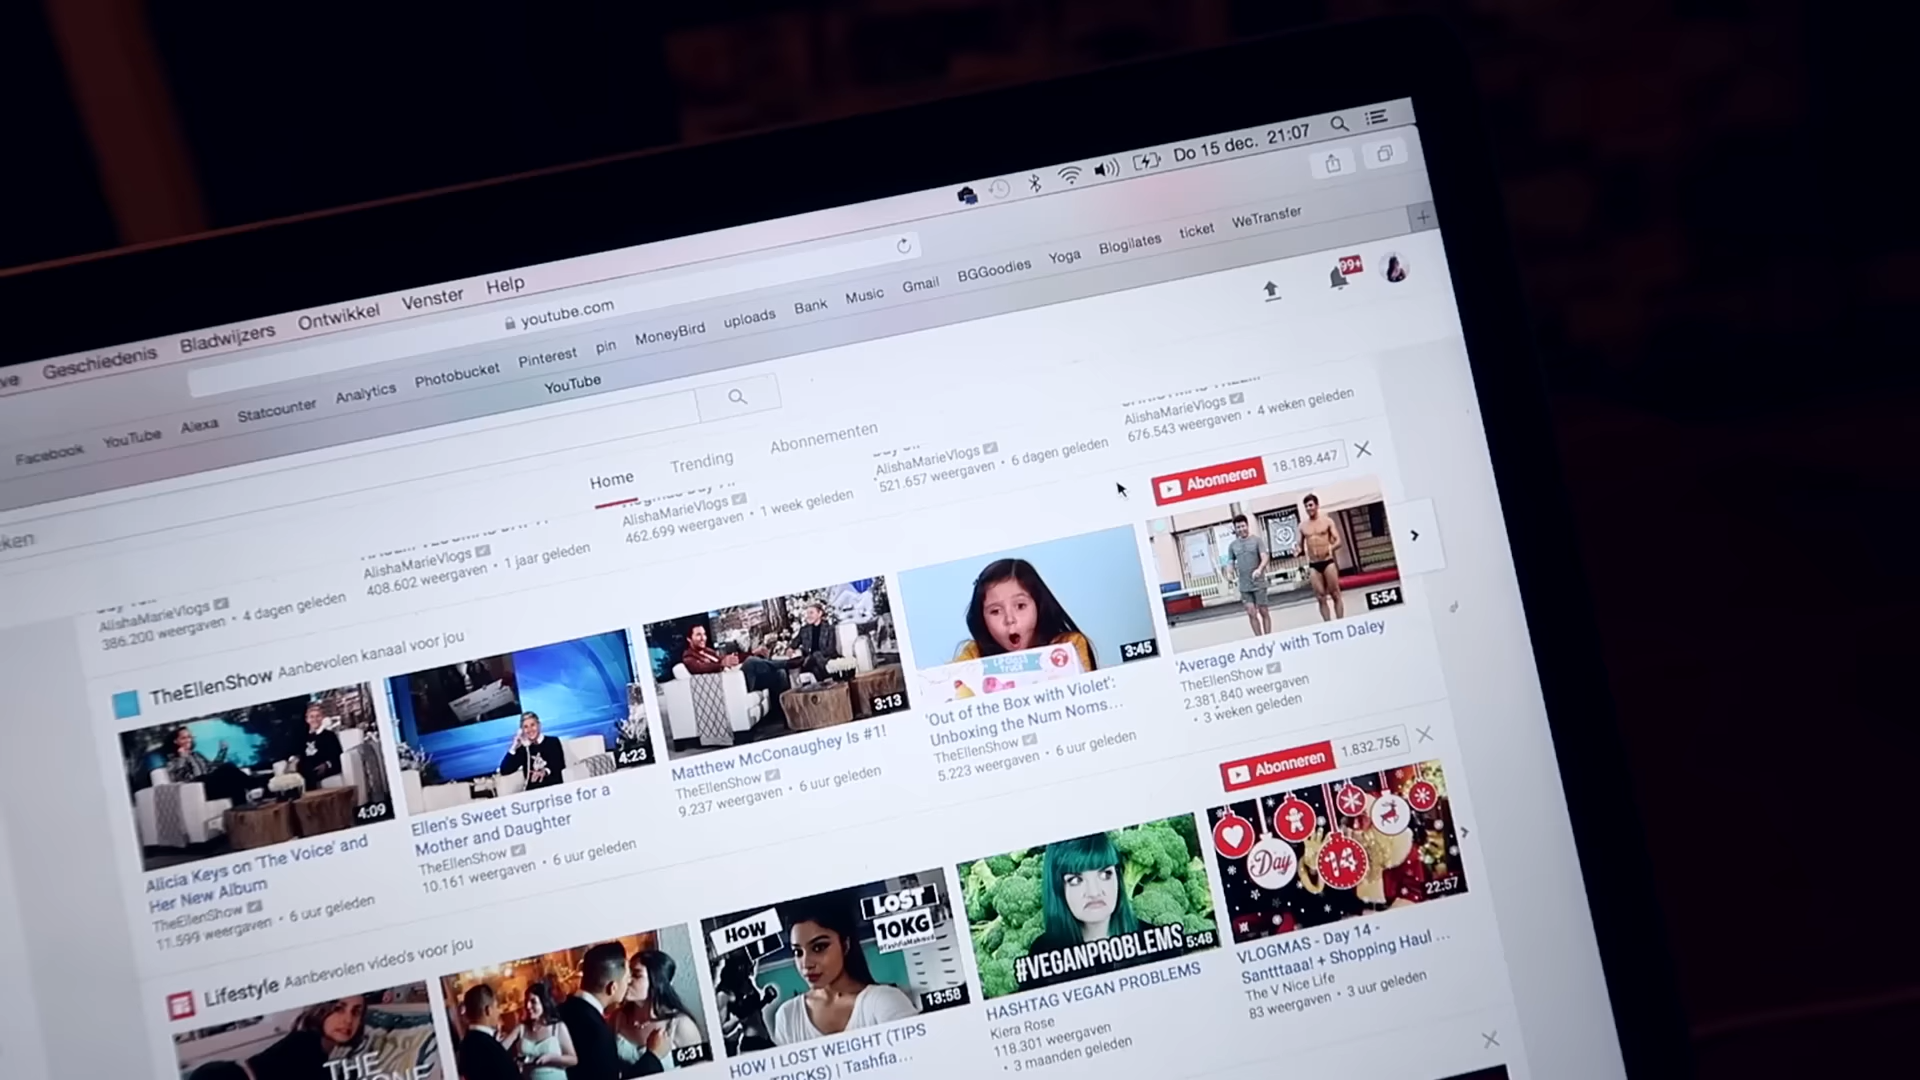 Do 15 dec. 21:07
Geschiedenis Bladwijzers Ontwikkel Venster Help
youtube.com
Facebook YouTube Alexa Statcounter Analytics Photobucket Pinterest pin MoneyBird uploads Bank Music Gmail BGGoodies Yoga Blogilates ticket WeTransfer
YouTube
99+
Home Trending Abonnementen
AlishaMarieVlogs
386.200 weergaven • 4 dagen geleden
AlishaMarieVlogs
408.602 weergaven • 1 jaar geleden
AlishaMarieVlogs
462.699 weergaven • 1 week geleden
AlishaMarieVlogs
521.657 weergaven • 6 dagen geleden
AlishaMarieVlogs
676.543 weergaven • 4 weken geleden
TheEllenShow Aanbevolen kanaal voor jou
Abonneren 18.189.447
4:09
Alicia Keys on 'The Voice' and
Her New Album
TheEllenShow
11.599 weergaven • 6 uur geleden
4:23
Ellen's Sweet Surprise for a
Mother and Daughter
TheEllenShow
10.161 weergaven • 6 uur geleden
3:13
Matthew McConaughey Is #1!
TheEllenShow
9.237 weergaven • 6 uur geleden
3:45
'Out of the Box with Violet':
Unboxing the Num Noms...
TheEllenShow
5.223 weergaven • 6 uur geleden
5:54
'Average Andy' with Tom Daley
TheEllenShow
2.381.840 weergaven
• 3 weken geleden
Lifestyle Aanbevolen video's voor jou
Abonneren 1.832.756
THE
6:31
HOW
LOST
10KG
13:58
HOW I LOST WEIGHT (TIPS
TRICKS) | Tashfia...
#VEGANPROBLEMS
5:48
HASHTAG VEGAN PROBLEMS
Kiera Rose
118.301 weergaven
• 3 maanden geleden
Day
14
22:57
VLOGMAS - Day 14 -
Santttaaa! + Shopping Haul ...
The V Nice Life
83 weergaven • 3 uur geleden